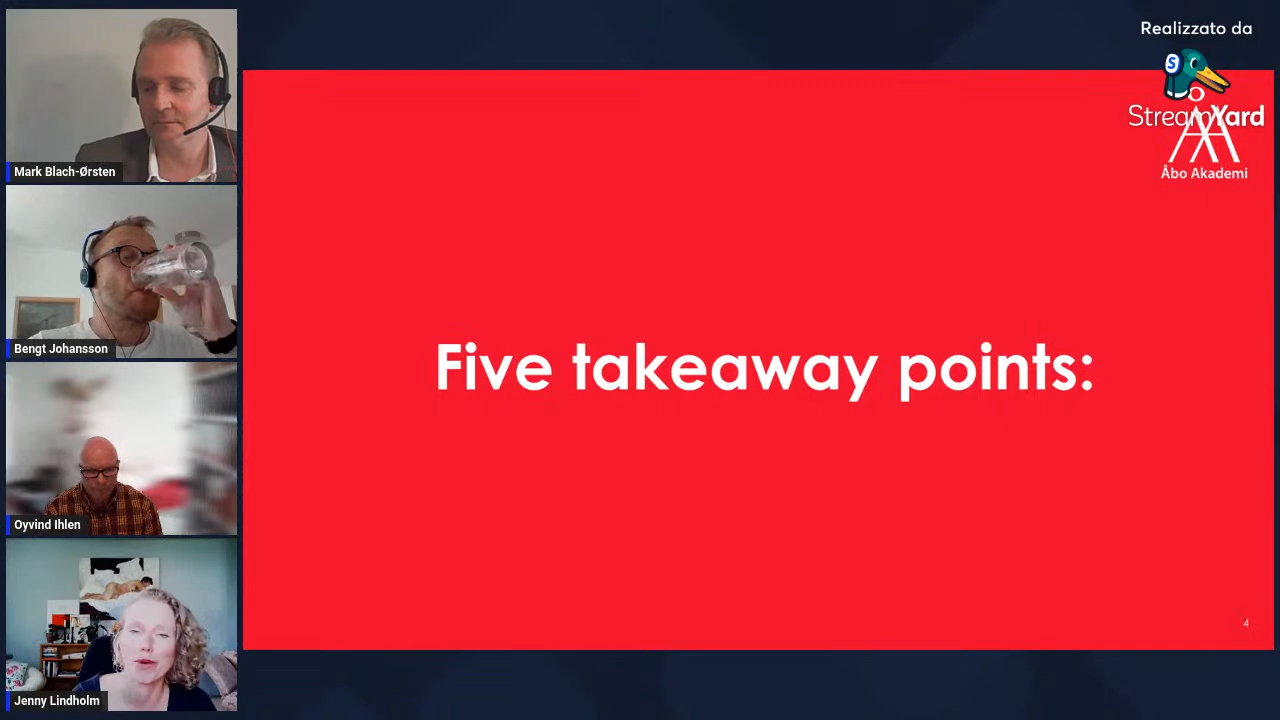 Mark Blach-Ørsten
Bengt Johansson
Oyvind Ihlen
Jenny Lindholm
Realizzato da
S
StreamYard
Åbo Akademi
Five takeaway points:
4